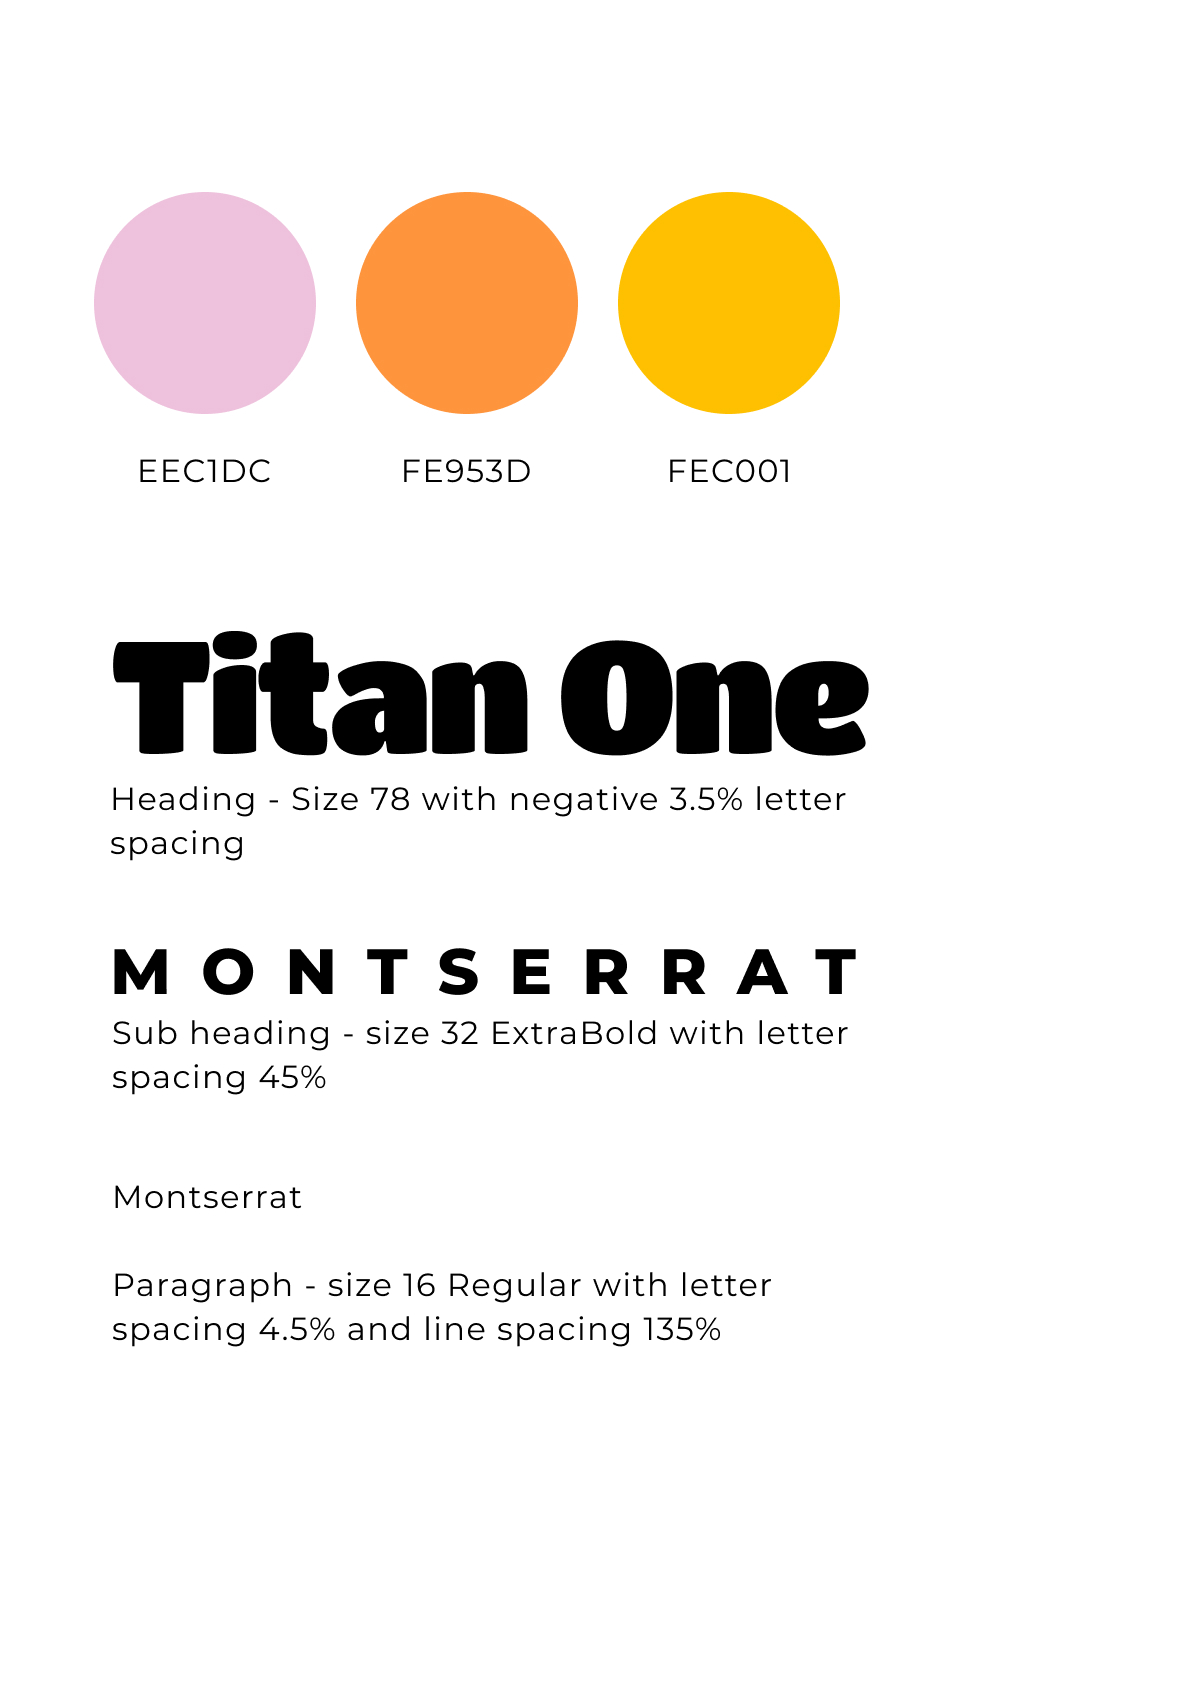 EEC1DC FE953D FEC001
Titan One
Heading - Size 78 with negative 3.5% letter
spacing
MONTSERRAT
Sub heading - size 32 ExtraBold with letter
spacing 45%
Montserrat
Paragraph - size 16 Regular with letter
spacing 4.5% and line spacing 135%